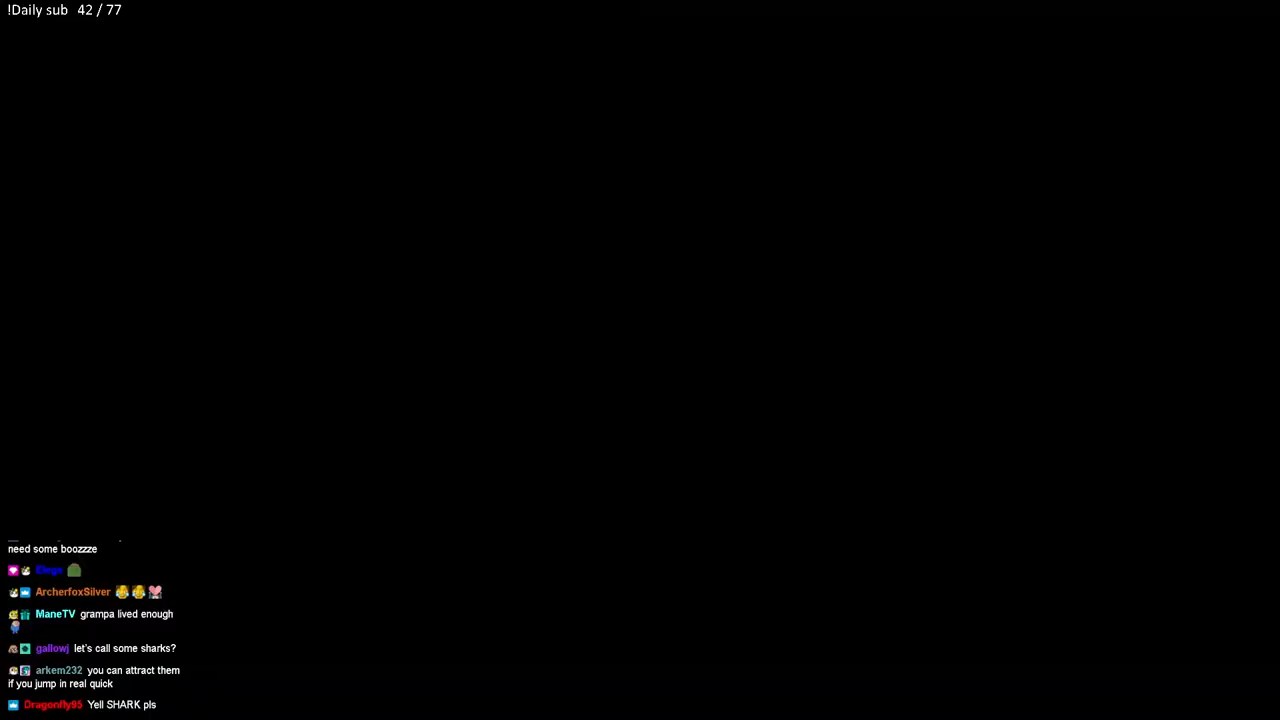 !Daily sub 42 / 77
need some boozzze
ArcherfoxSilver
ManeTV grampa lived enough
gallowj let's call some sharks?
arkem232 you can attract them
if you jump in real quick
Dragonfly95 Yell SHARK pls